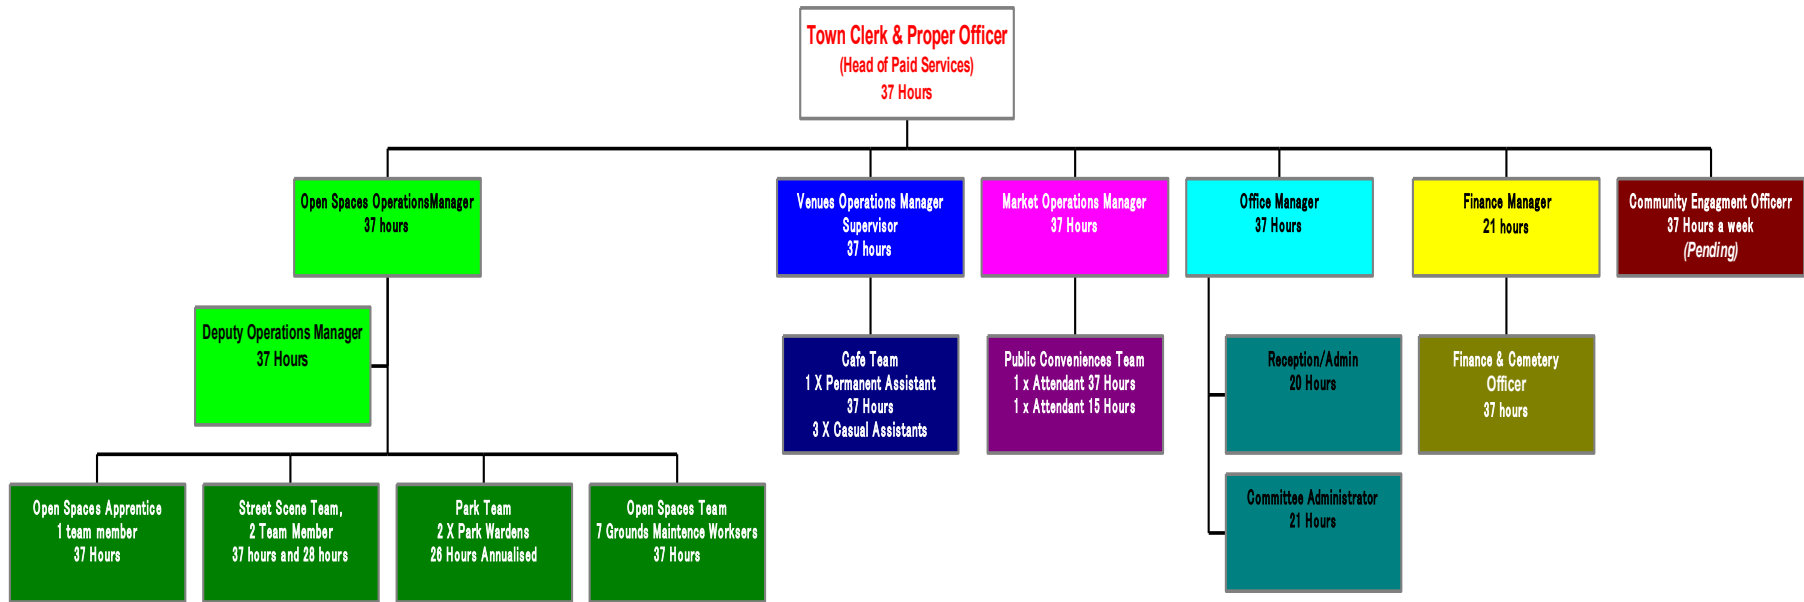 Town Clerk & Proper Officer
(Head of Paid Services)
37 Hours
Open Spaces OperationsManager
37 hours
Venues Operations Manager
Supervisor
37 hours
Market Operations Manager
37 Hours
Office Manager
37 Hours
Finance Manager
21 hours
Community Engagment Officerr
37 Hours a week
(Pending)
Deputy Operations Manager
37 Hours
Cafe Team
1 X Permanent Assistant
37 Hours
3 X Casual Assistants
Public Conveniences Team
1 x Attendant 37 Hours
1 x Attendant 15 Hours
Reception/Admin
20 Hours
Finance & Cemetery
Officer
37 hours
Committee Administrator
21 Hours
Open Spaces Apprentice
1 team member
37 Hours
Street Scene Team,
2 Team Member
37 hours and 28 hours
Park Team
2 X Park Wardens
26 Hours Annualised
Open Spaces Team
7 Grounds Maintence Worksers
37 Hours